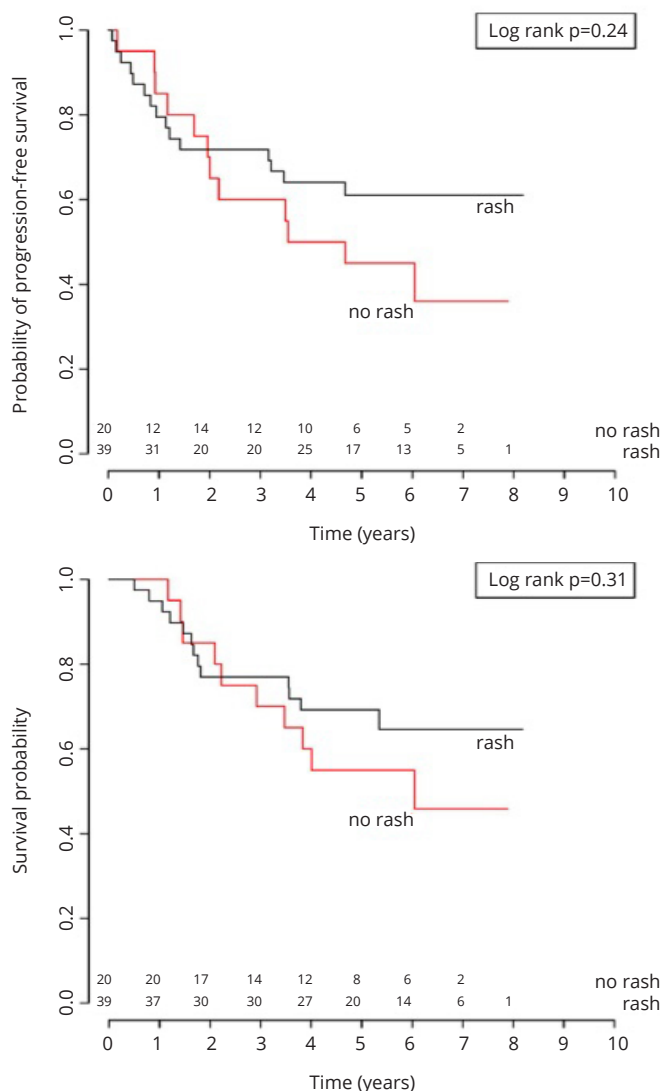 Log rank p=0.24
Probability of progression-free survival
1.0
0.8
0.6
0.4
0.2
0.0
rash
no rash
20 12 14 12 10 6 5 2 no rash
39 31 20 20 25 17 13 5 1 rash
0 1 2 3 4 5 6 7 8 9 10
Time (years)
Log rank p=0.31
Survival probability
1.0
0.8
0.6
0.4
0.2
0.0
rash
no rash
20 20 17 14 12 8 6 2 no rash
39 37 30 30 27 20 14 6 1 rash
0 1 2 3 4 5 6 7 8 9 10
Time (years)